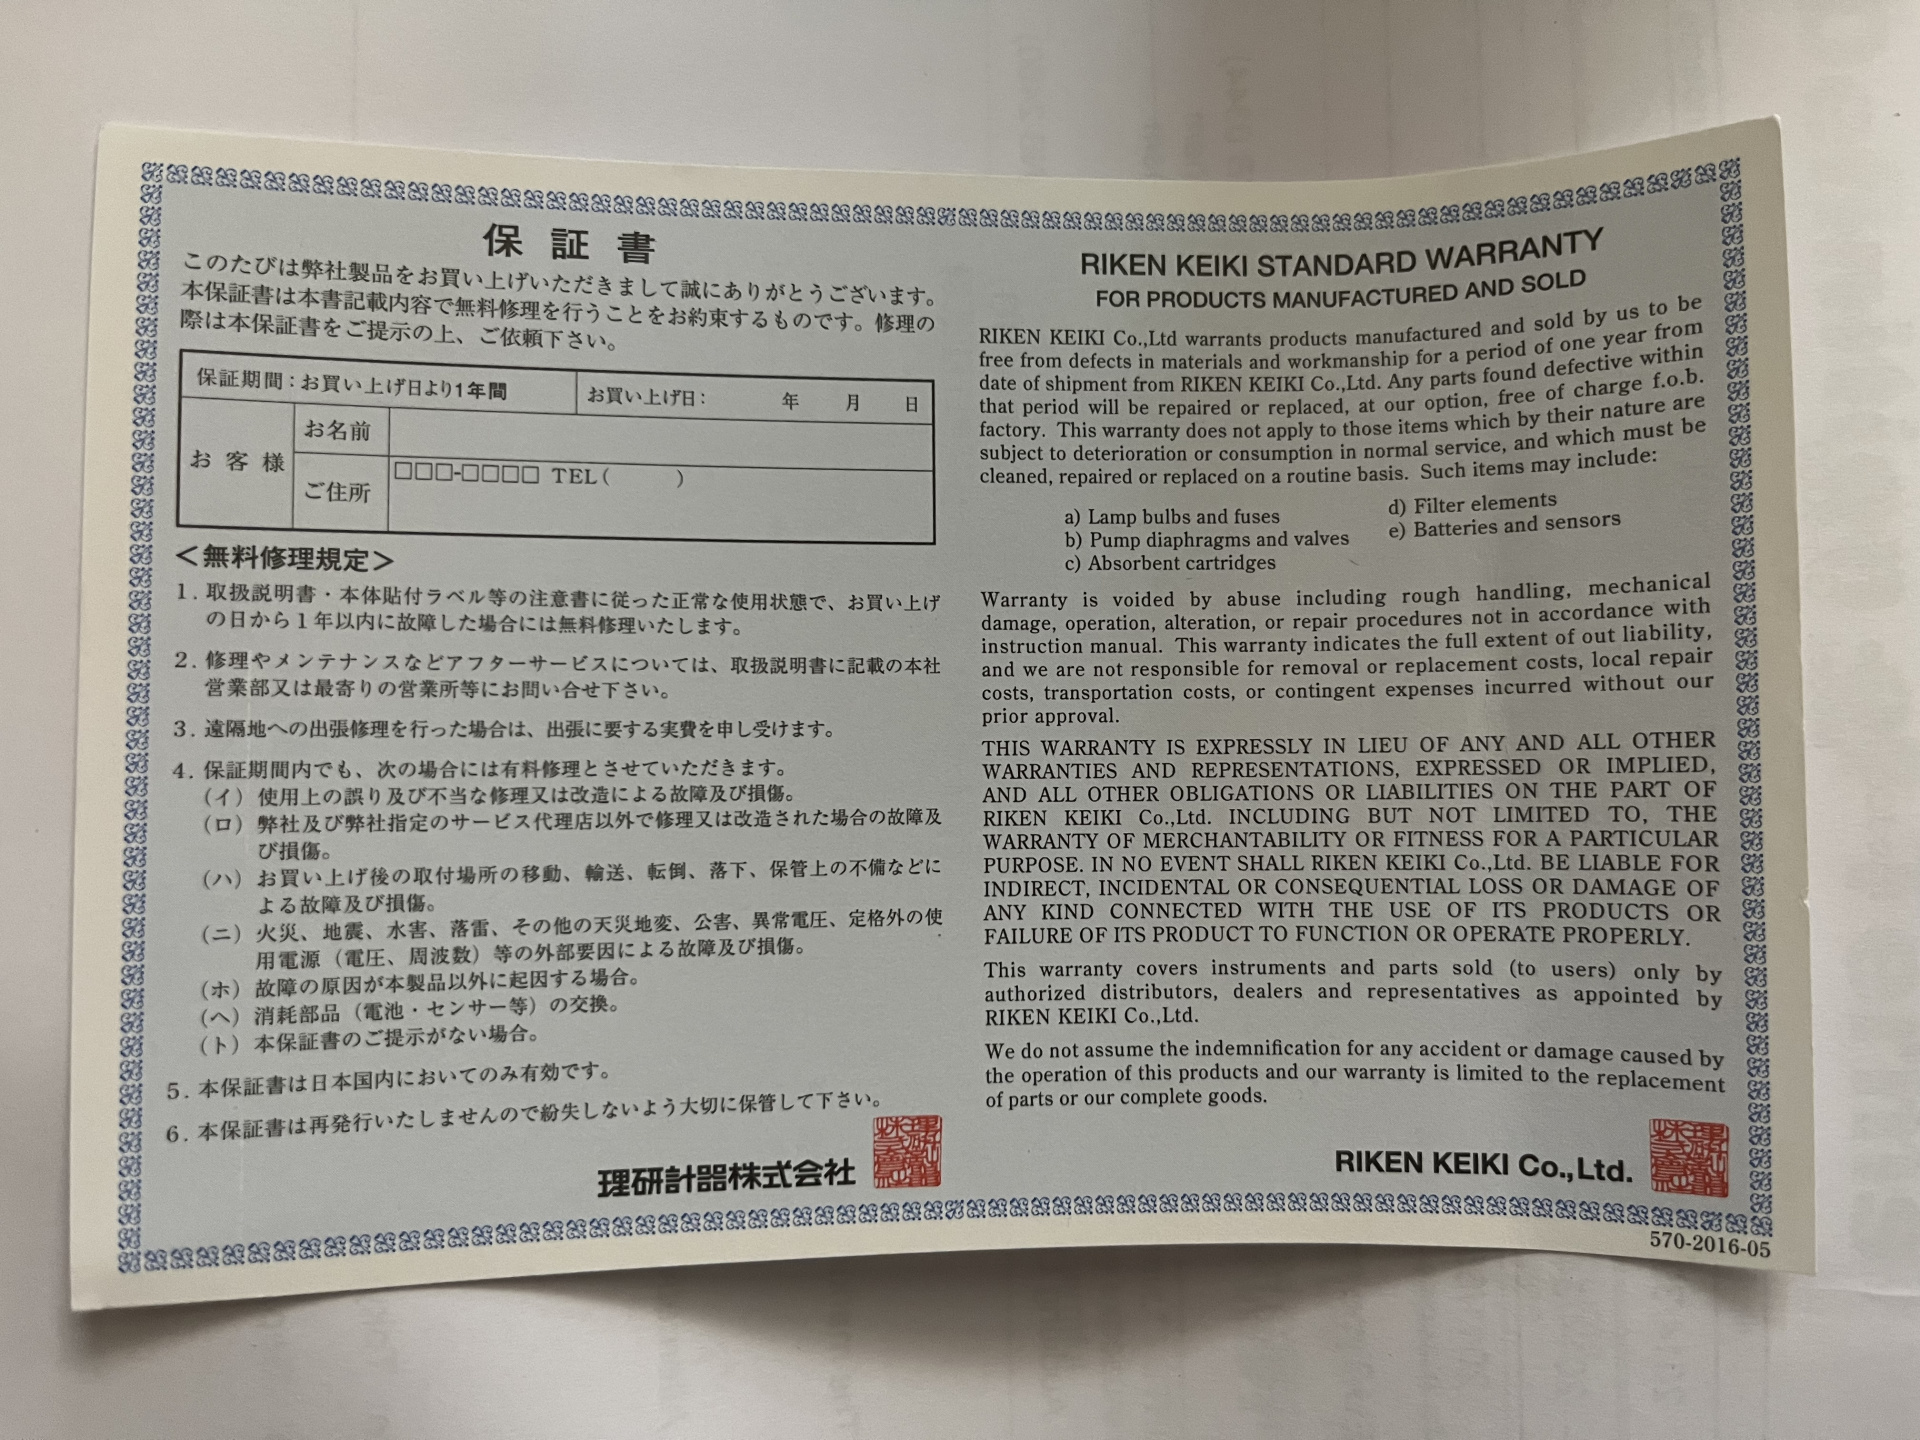 保証書
このたびは弊社製品をお買い上げいただきまして誠にありがとうございます。
本保証書は本書記載内容で無料修理を行うことをお約束するものです。修理の
際は本保証書をご提示の上、ご依頼下さい。
保証期間：お買い上げ日より1年間 お買い上げ日： 年 月 日
お客様
お名前
ご住所
□□□-□□□□ TEL( )
＜無料修理規定＞
1．取扱説明書・本体貼付ラベル等の注意書に従った正常な使用状態で、お買い上げ
の日から１年以内に故障した場合には無料修理いたします。
2．修理やメンテナンスなどアフターサービスについては、取扱説明書に記載の本社
営業部又は最寄りの営業所等にお問い合せ下さい。
3．遠隔地への出張修理を行った場合は、出張に要する実費を申し受けます。
4．保証期間内でも、次の場合には有料修理とさせていただきます。
（イ）使用上の誤り及び不当な修理又は改造による故障及び損傷。
（ロ）弊社及び弊社指定のサービス代理店以外で修理又は改造された場合の故障及
び損傷。
（ハ）お買い上げ後の取付場所の移動、輸送、転倒、落下、保管上の不備などに
よる故障及び損傷。
（ニ）火災、地震、水害、落雷、その他の天災地変、公害、異常電圧、定格外の使
用電源（電圧、周波数）等の外部要因による故障及び損傷。
（ホ）故障の原因が本製品以外に起因する場合。
（ヘ）消耗部品（電池・センサー等）の交換。
（ト）本保証書のご提示がない場合。
5．本保証書は日本国内においてのみ有効です。
6．本保証書は再発行いたしませんので紛失しないよう大切に保管して下さい。
理研計器株式会社
RIKEN KEIKI STANDARD WARRANTY
FOR PRODUCTS MANUFACTURED AND SOLD
RIKEN KEIKI Co.,Ltd warrants products manufactured and sold by us to be
free from defects in materials and workmanship for a period of one year from
date of shipment from RIKEN KEIKI Co.,Ltd. Any parts found defective within
that period will be repaired or replaced, at our option, free of charge f.o.b.
factory. This warranty does not apply to those items which by their nature are
subject to deterioration or consumption in normal service, and which must be
cleaned, repaired or replaced on a routine basis. Such items may include:
a) Lamp bulbs and fuses
b) Pump diaphragms and valves
c) Absorbent cartridges
d) Filter elements
e) Batteries and sensors
Warranty is voided by abuse including rough handling, mechanical
damage, operation, alteration, or repair procedures not in accordance with
instruction manual. This warranty indicates the full extent of out liability,
and we are not responsible for removal or replacement costs, local repair
costs, transportation costs, or contingent expenses incurred without our
prior approval.
THIS WARRANTY IS EXPRESSLY IN LIEU OF ANY AND ALL OTHER
WARRANTIES AND REPRESENTATIONS, EXPRESSED OR IMPLIED,
AND ALL OTHER OBLIGATIONS OR LIABILITIES ON THE PART OF
RIKEN KEIKI Co.,Ltd. INCLUDING BUT NOT LIMITED TO, THE
WARRANTY OF MERCHANTABILITY OR FITNESS FOR A PARTICULAR
PURPOSE. IN NO EVENT SHALL RIKEN KEIKI Co.,Ltd. BE LIABLE FOR
INDIRECT, INCIDENTAL OR CONSEQUENTIAL LOSS OR DAMAGE OF
ANY KIND CONNECTED WITH THE USE OF ITS PRODUCTS OR
FAILURE OF ITS PRODUCT TO FUNCTION OR OPERATE PROPERLY.
This warranty covers instruments and parts sold (to users) only by
authorized distributors, dealers and representatives as appointed by
RIKEN KEIKI Co.,Ltd.
We do not assume the indemnification for any accident or damage caused by
the operation of this products and our warranty is limited to the replacement
of parts or our complete goods.
RIKEN KEIKI Co.,Ltd.
570-2016-05